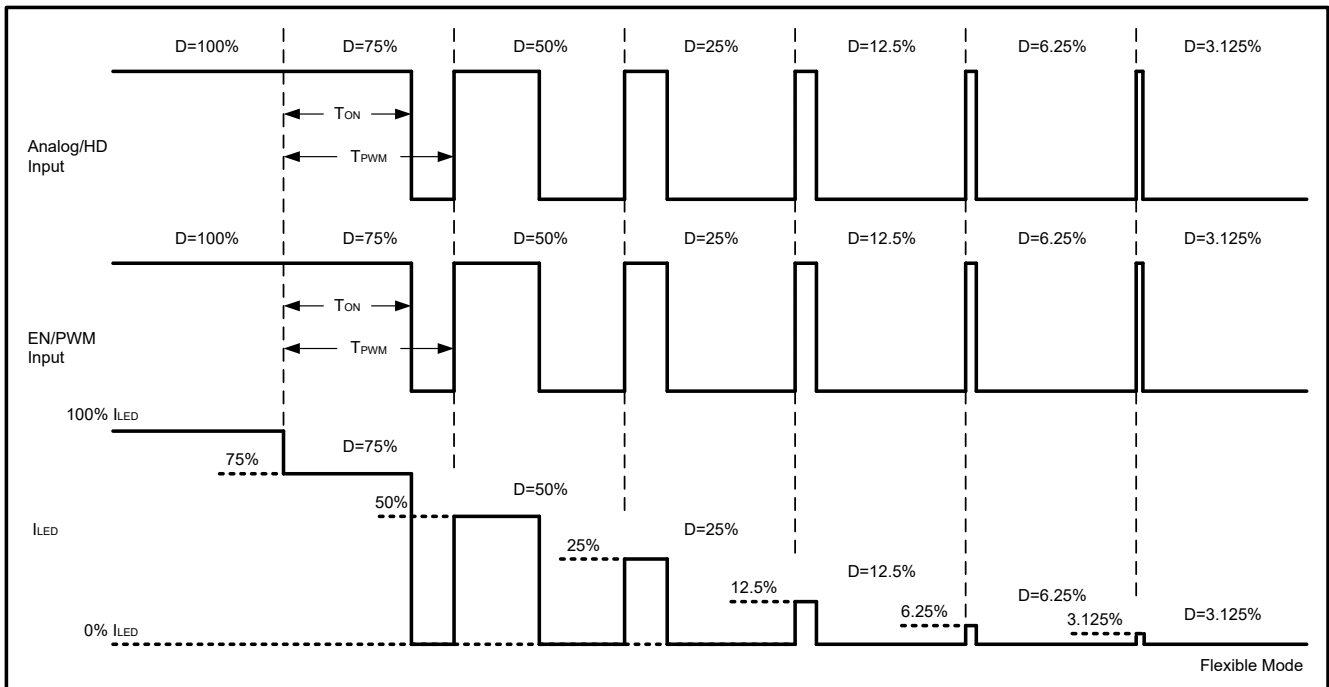 D=100% D=75% D=50% D=25% D=12.5% D=6.25% D=3.125%
TON
Analog/HD
Input
TPWM
D=100% D=75% D=50% D=25% D=12.5% D=6.25% D=3.125%
TON
EN/PWM
Input
TPWM
100% ILED
75% D=75%
50% D=50%
ILED
25% D=25%
12.5% D=12.5%
6.25% D=6.25%
3.125% D=3.125%
0% ILED
Flexible Mode